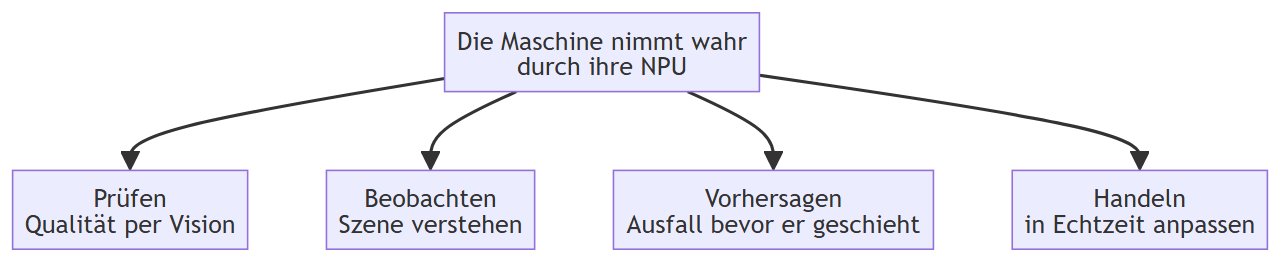 Die Maschine nimmt wahr
durch ihre NPU
Prüfen
Qualität per Vision
Beobachten
Szene verstehen
Vorhersagen
Ausfall bevor er geschieht
Handeln
in Echtzeit anpassen